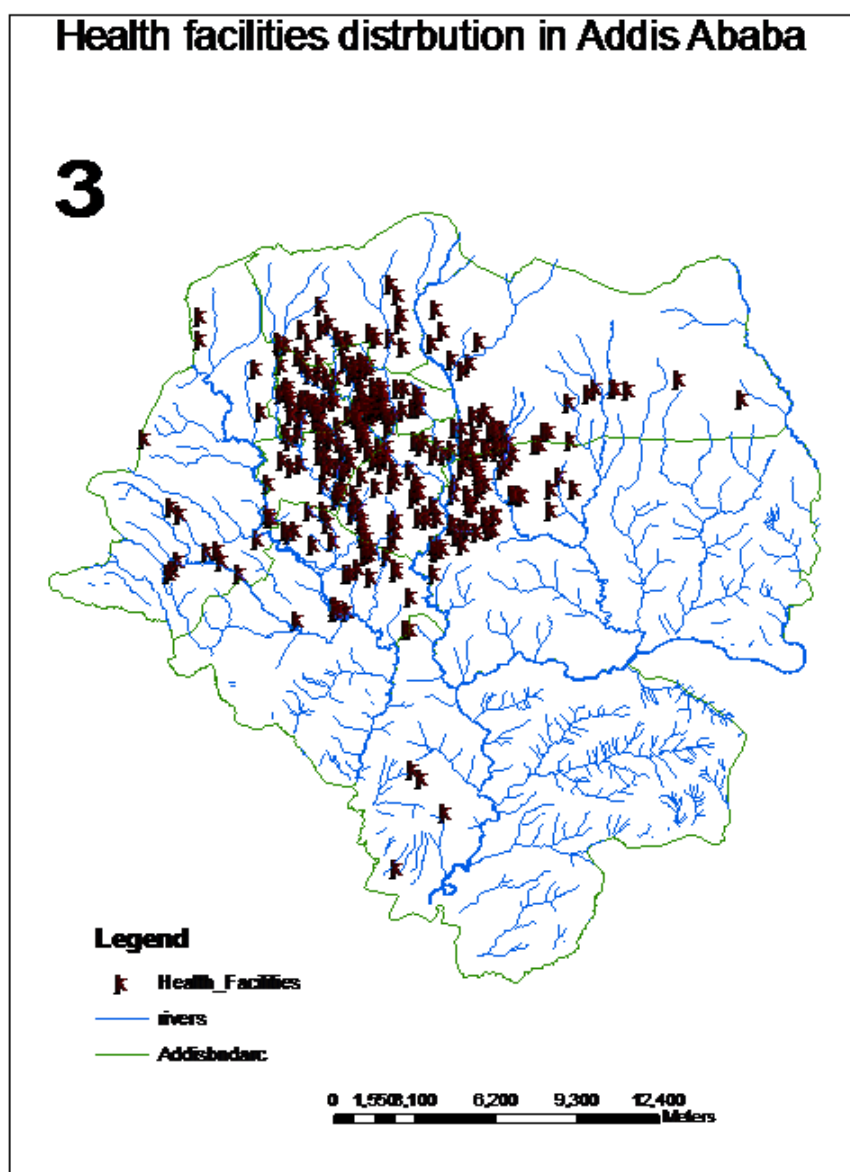 Health facilities distrbution in Addis Ababa
3
Legend
Health_Facilities
rivers
Addisbndarc
0 1,550 3,100 6,200 9,300 12,400
Meters